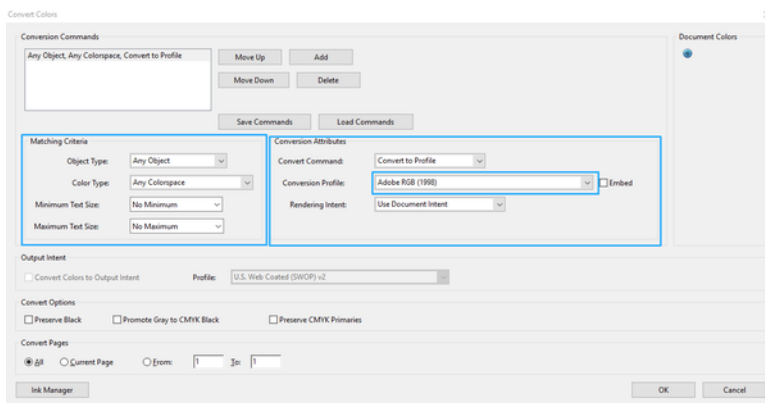 Convert Colors
Conversion Commands
Document Colors
Any Object, Any Colorspace, Convert to Profile
Move Up
Add
Move Down
Delete
Save Commands
Load Commands
Matching Criteria
Object Type:
Any Object
Color Type:
Any Colorspace
Minimum Text Size:
No Minimum
Maximum Text Size:
No Maximum
Conversion Attributes
Convert Command:
Convert to Profile
Conversion Profile:
Adobe RGB (1998)
Embed
Rendering Intent:
Use Document Intent
Output Intent
Convert Colors to Output Intent
Profile:
U.S. Web Coated (SWOP) v2
Convert Options
Preserve Black
Promote Gray to CMYK Black
Preserve CMYK Primaries
Convert Pages
All
Current Page
From:
1
To:
1
Ink Manager
OK
Cancel